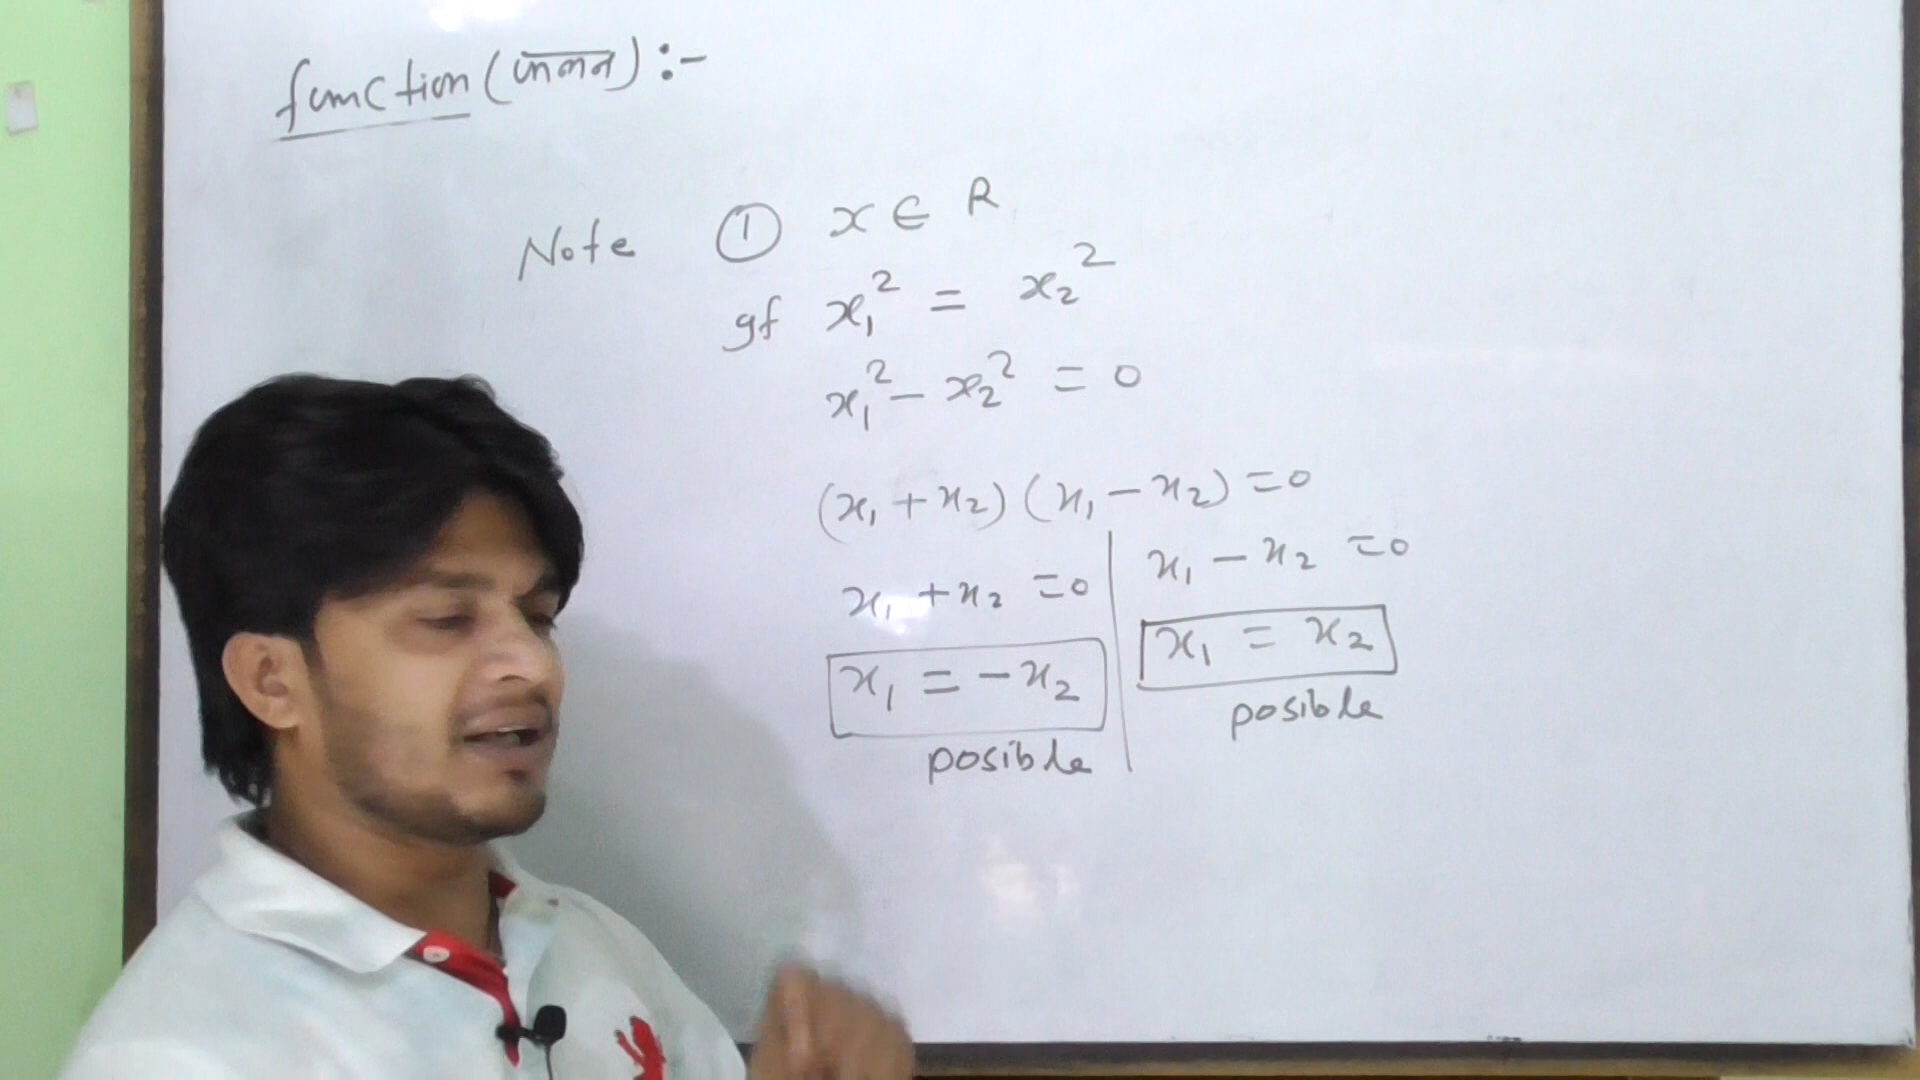 function (फलन) :-
Note ① x ∈ R
If x₁² = x₂²
x₁² - x₂² = 0
(x₁ + x₂) (x₁ - x₂) = 0
x₁ + x₂ = 0
x₁ = - x₂
posible
x₁ - x₂ = 0
x₁ = x₂
posible